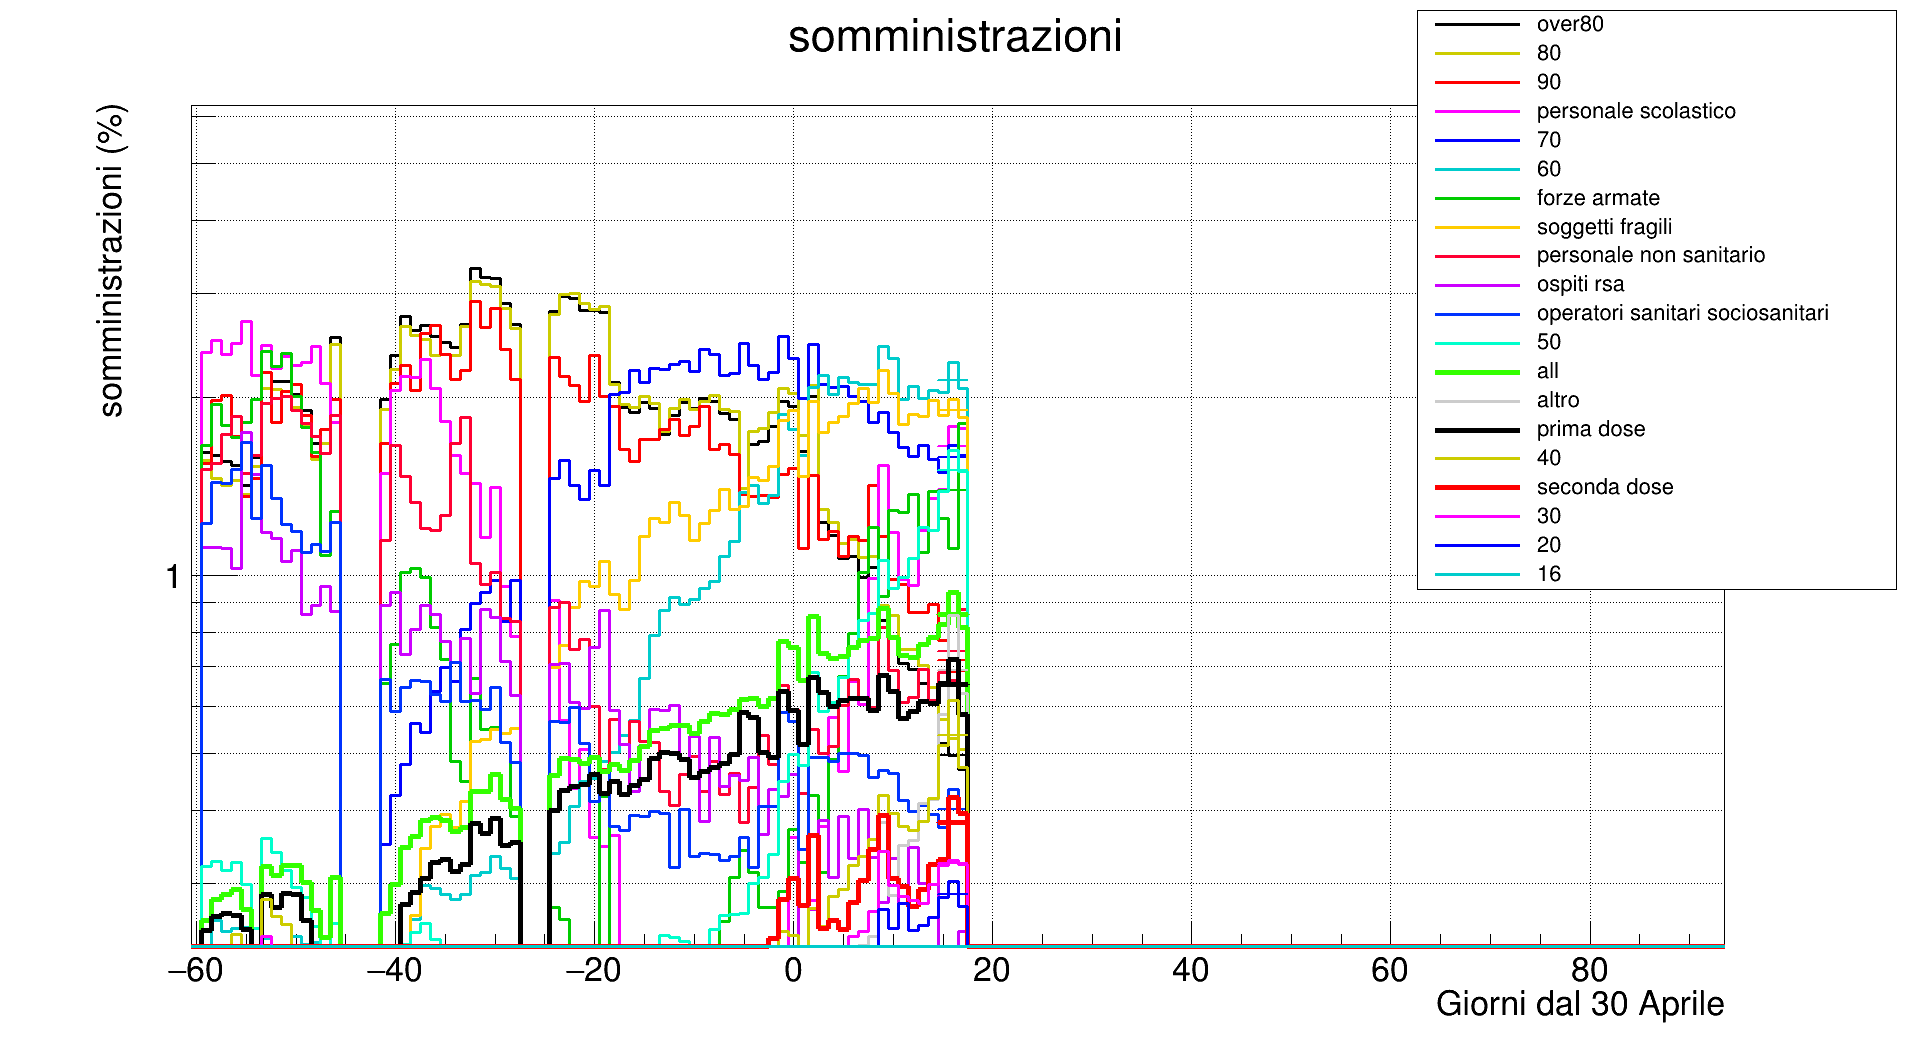 somministrazioni
over80
80
90
personale scolastico
70
60
forze armate
soggetti fragili
personale non sanitario
ospiti rsa
operatori sanitari sociosanitari
50
all
altro
prima dose
40
seconda dose
30
20
16
somministrazioni (%)
1
−60 −40 −20 0 20 40 60 80
Giorni dal 30 Aprile